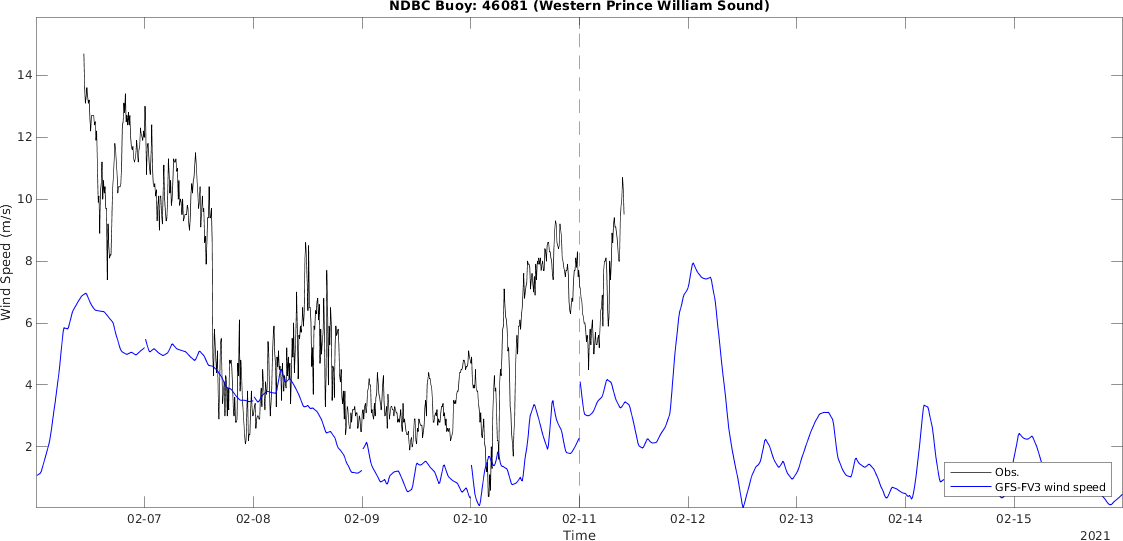 NDBC Buoy: 46081 (Western Prince William Sound)
Wind Speed (m/s)
14
12
10
8
6
4
2
Obs.
GFS-FV3 wind speed
02-07 02-08 02-09 02-10 02-11 02-12 02-13 02-14 02-15
Time
2021